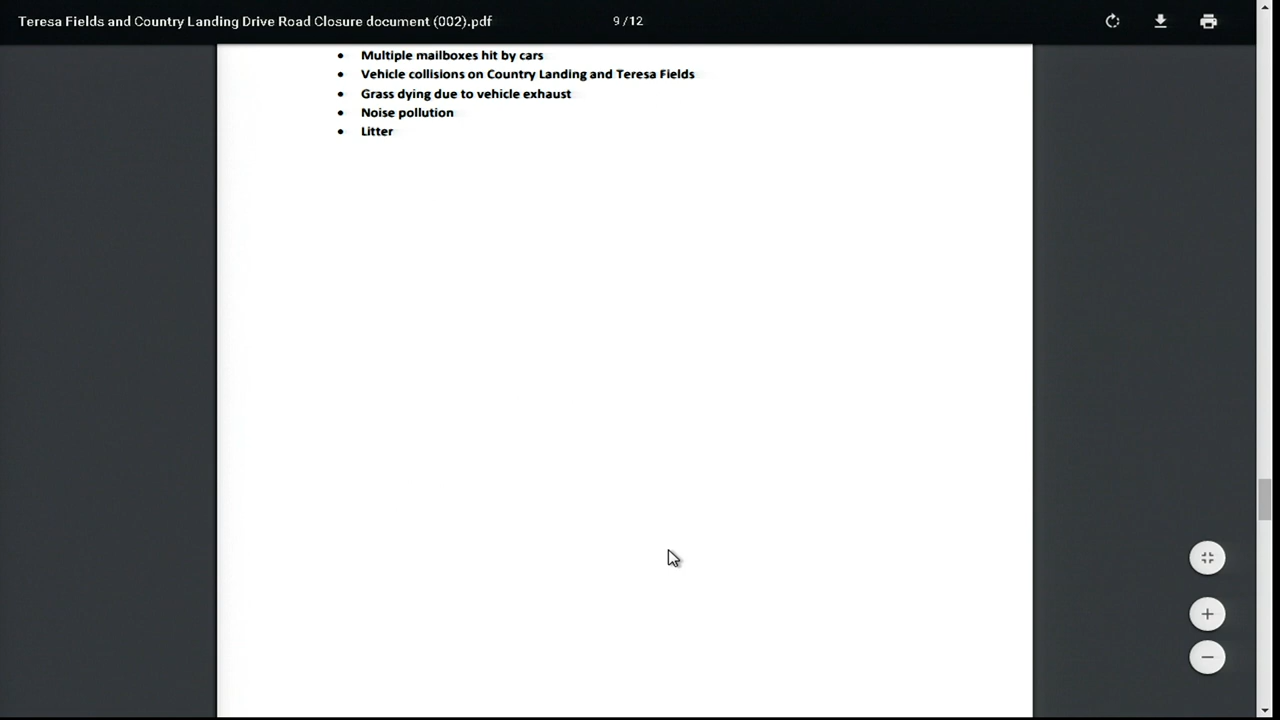 Teresa Fields and Country Landing Drive Road Closure document (002).pdf
9 / 12
• Multiple mailboxes hit by cars
• Vehicle collisions on Country Landing and Teresa Fields
• Grass dying due to vehicle exhaust
• Noise pollution
• Litter